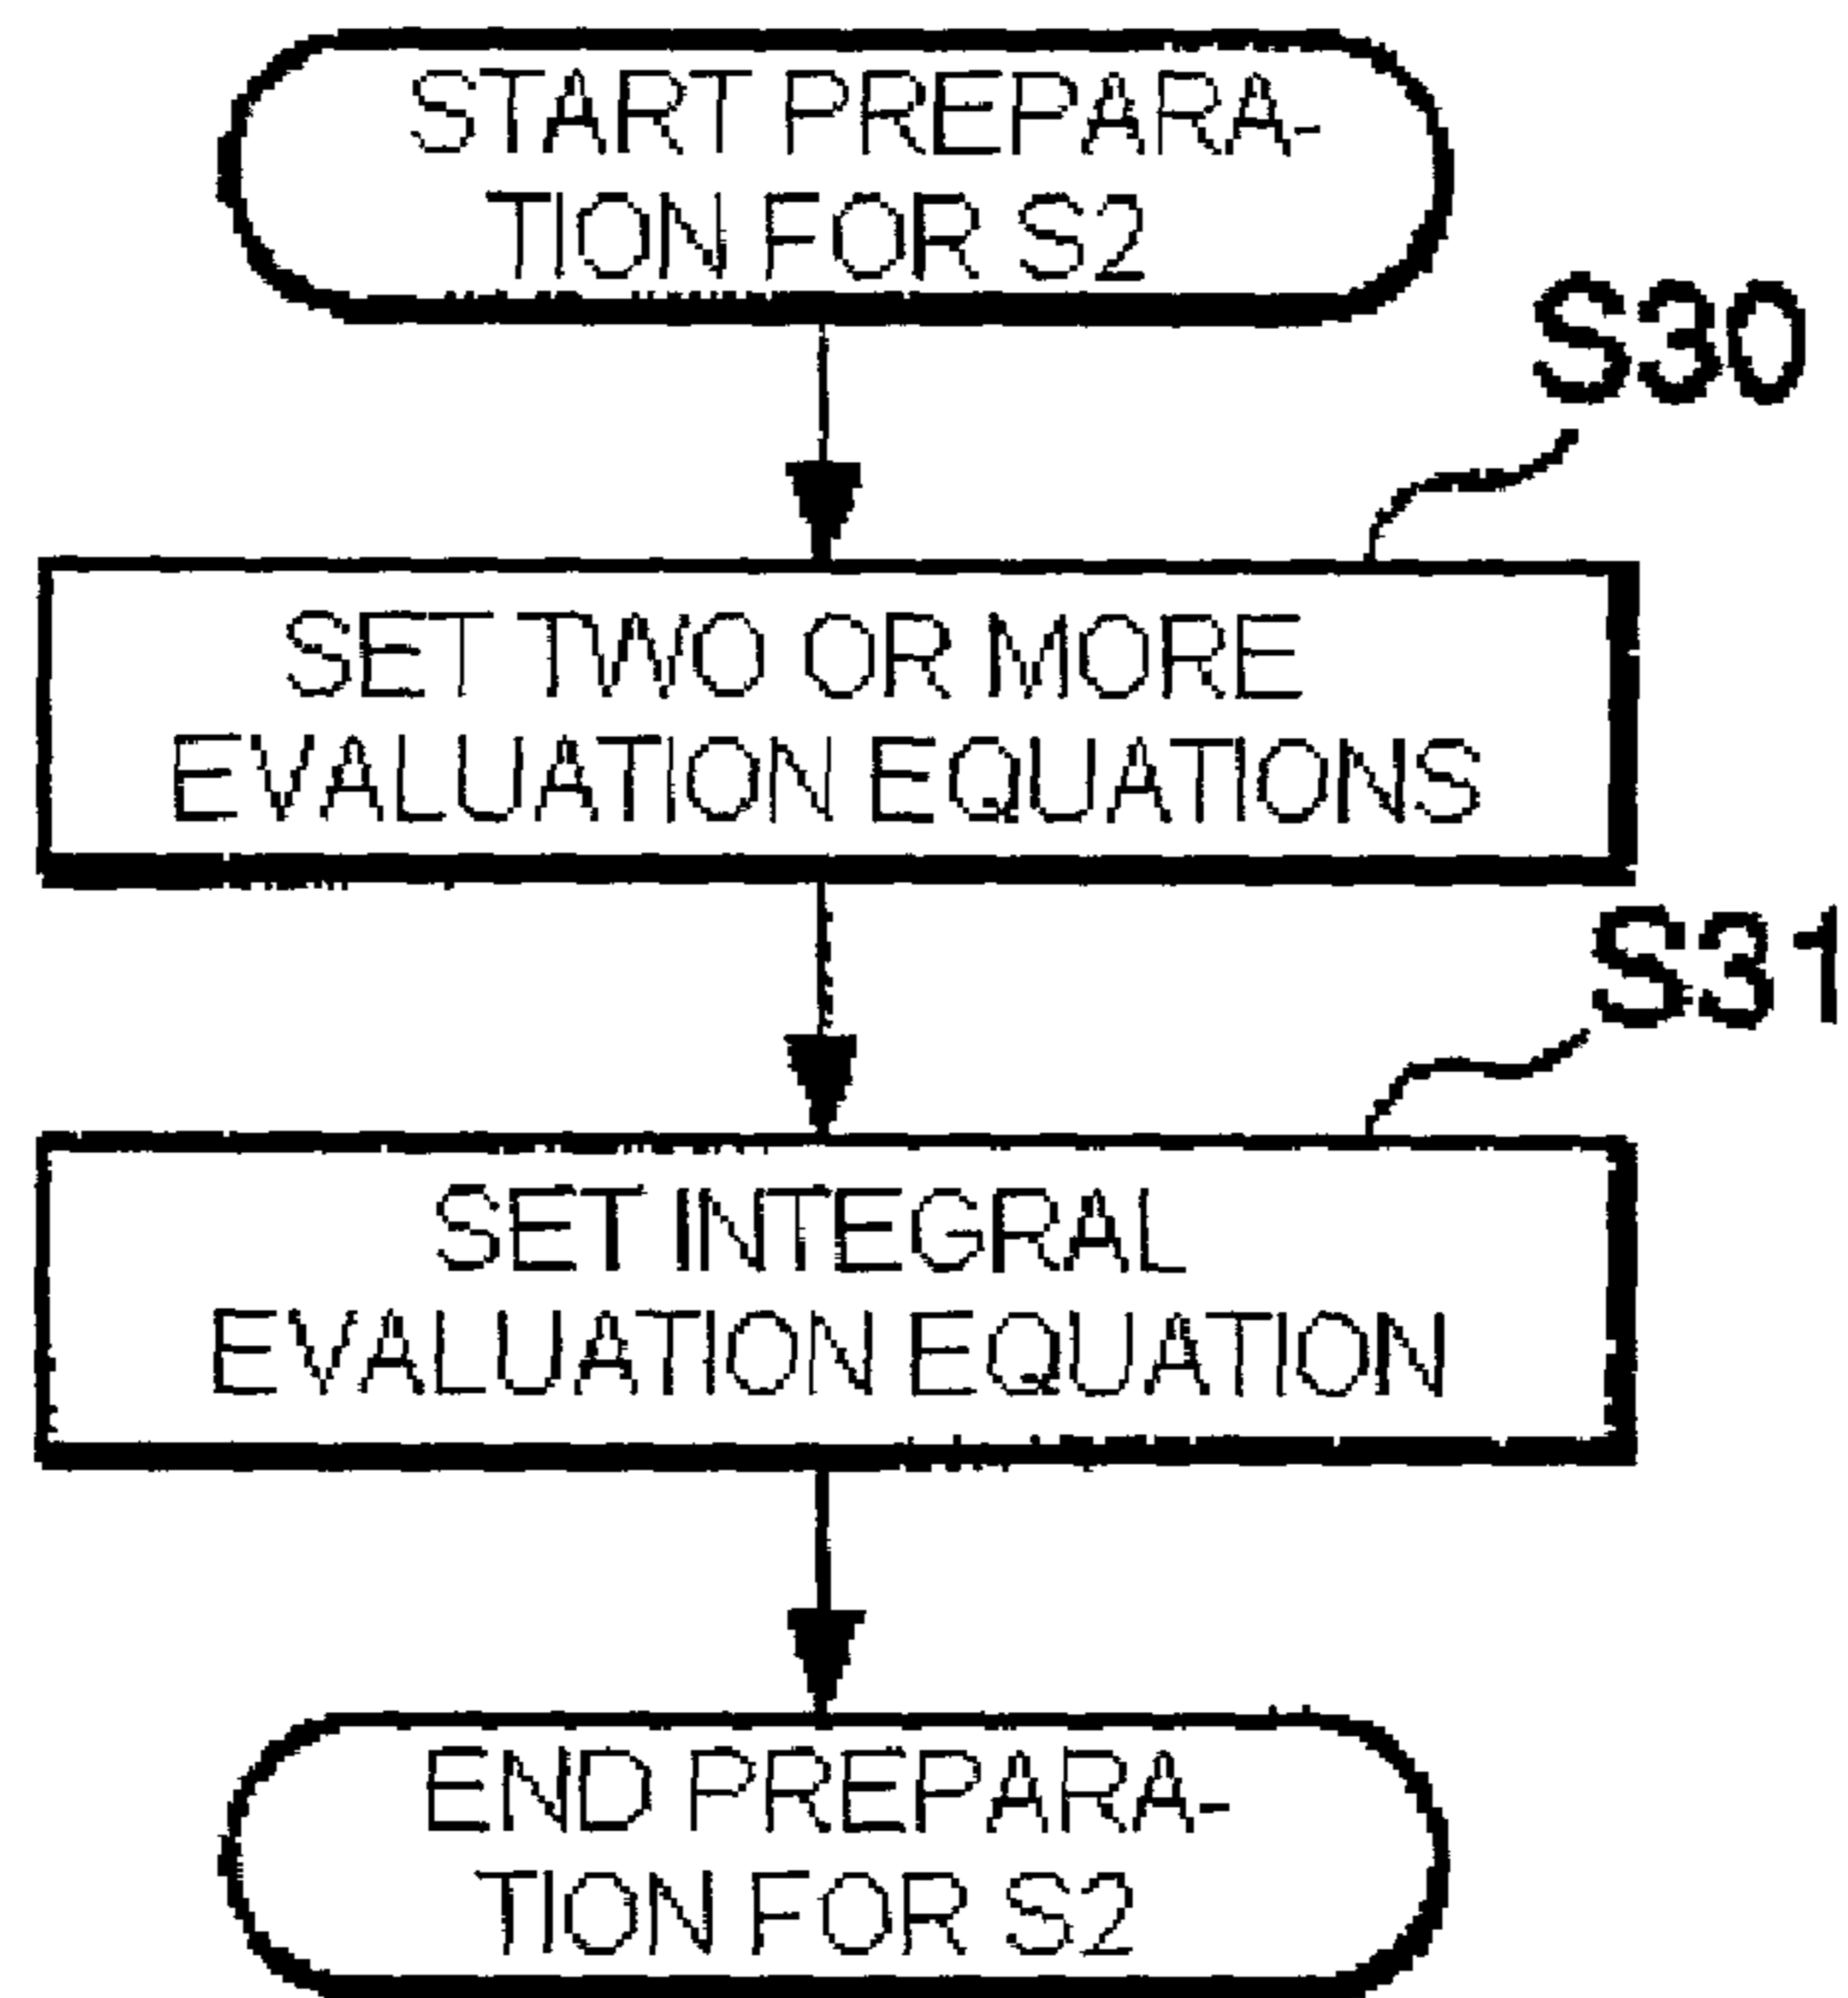 START PREPARA-
TION FOR S2
S30
SET TWO OR MORE
EVALUATION EQUATIONS
S31
SET INTEGRAL
EVALUATION EQUATION
END PREPARA-
TION FOR S2